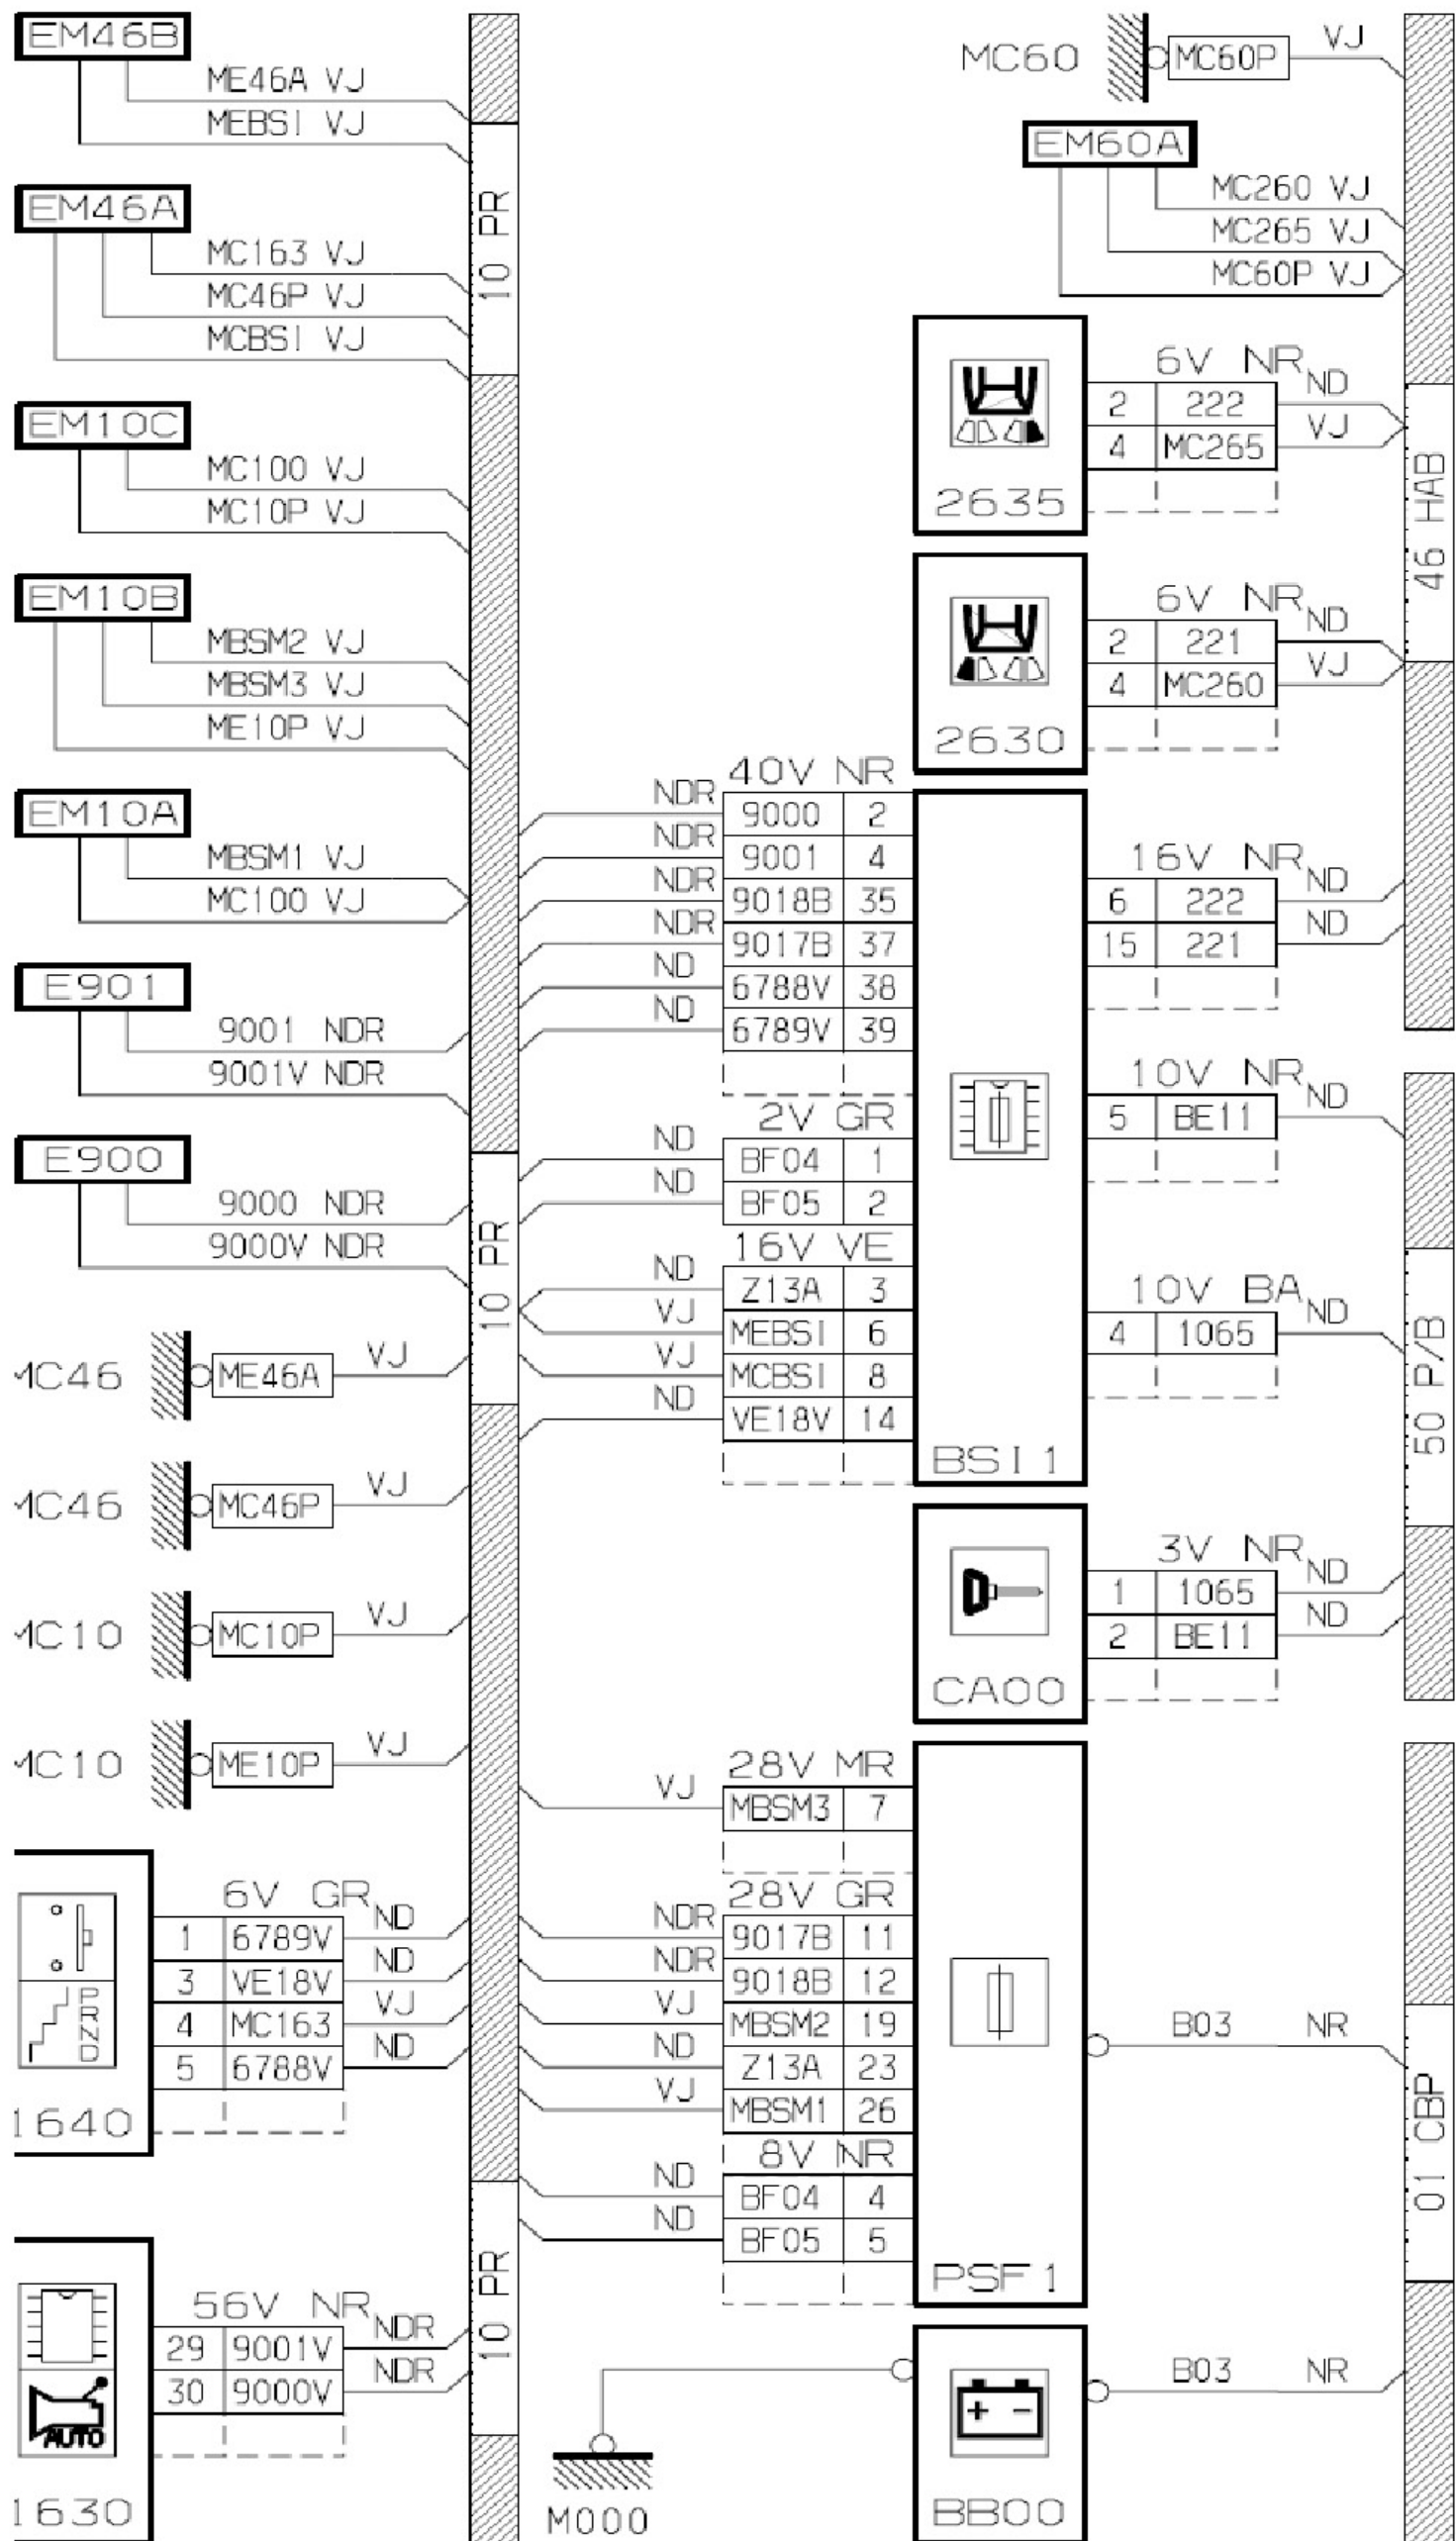 EM46B
ME46A VJ
MEBSI VJ
EM46A
MC163 VJ
MC46P VJ
MCBSI VJ
EM10C
MC100 VJ
MC10P VJ
EM10B
MBSM2 VJ
MBSM3 VJ
ME10P VJ
EM10A
MBSM1 VJ
MC100 VJ
E901
9001 NDR
9001V NDR
E900
9000 NDR
9000V NDR
MC46 ME46A VJ
MC46 MC46P VJ
MC10 MC10P VJ
MC10 ME10P VJ
6V GR
1 6789V ND
3 VE18V ND
4 MC163 VJ
5 6788V ND
P
R
N
D
1640
56V NR
29 9001V NDR
30 9000V NDR
AUTO
1630
10 PR
10 PR
10 PR
MC60 MC60P VJ
EM60A
MC260 VJ
MC265 VJ
MC60P VJ
6V NR
2 222 ND
4 MC265 VJ
2635
6V NR
2 221 ND
4 MC260 VJ
2630
40V NR
NDR 9000 2
NDR 9001 4
NDR 9018B 35
NDR 9017B 37
ND 6788V 38
ND 6789V 39
2V GR
ND BF04 1
ND BF05 2
16V VE
ND Z13A 3
VJ MEBSI 6
VJ MCBSI 8
ND VE18V 14
16V NR
6 222 ND
15 221 ND
10V NR
5 BE11 ND
10V BA
4 1065 ND
BSI1
3V NR
1 1065 ND
2 BE11 ND
CA00
28V MR
VJ MBSM3 7
28V GR
NDR 9017B 11
NDR 9018B 12
VJ MBSM2 19
ND Z13A 23
VJ MBSM1 26
8V NR
ND BF04 4
ND BF05 5
B03 NR
PSF1
B03 NR
+ -
BB00
M000
46 HAB
50 P/B
01 CBP